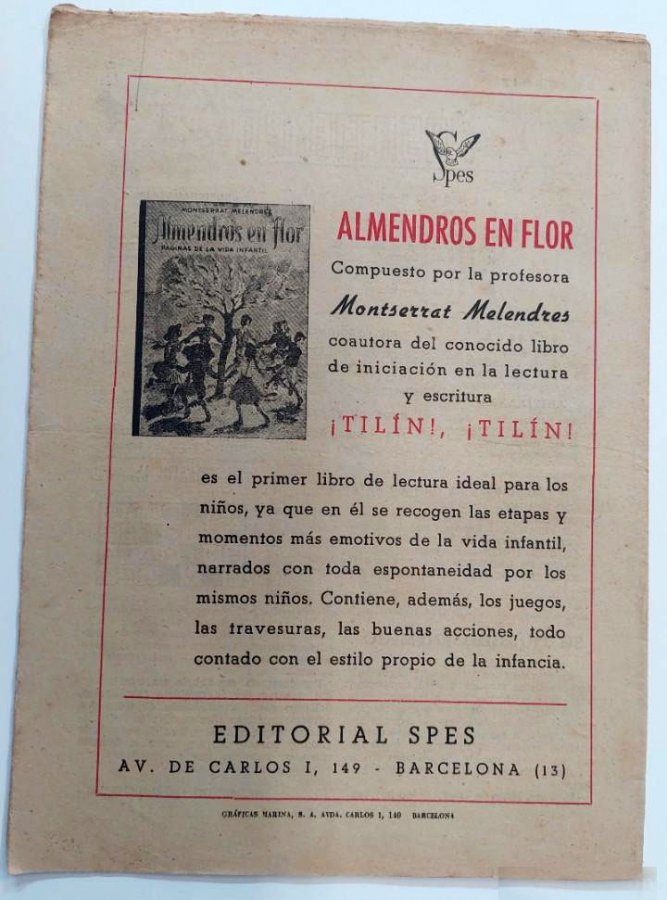 Spes
MONTSERRAT MELENDRES
Almendros en flor
PÁGINAS DE LA VIDA INFANTIL
ALMENDROS EN FLOR
Compuesto por la profesora
Montserrat Melendres
coautora del conocido libro
de iniciación en la lectura
y escritura
¡TILÍN!, ¡TILÍN!
es el primer libro de lectura ideal para los
niños, ya que en él se recogen las etapas y
momentos más emotivos de la vida infantil,
narrados con toda espontaneidad por los
mismos niños. Contiene, además, los juegos,
las travesuras, las buenas acciones, todo
contado con el estilo propio de la infancia.
EDITORIAL SPES
AV. DE CARLOS I, 149 - BARCELONA (13)
GRÁFICAS MARINA, S. A. AVDA. CARLOS I, 149 BARCELONA